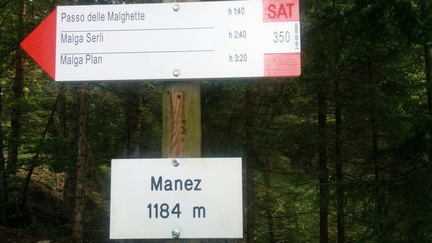 Passo delle Malghette h 1:40
Malga Serli h 2:40
Malga Plan h 3:20
SAT
350
Manez
1184 m